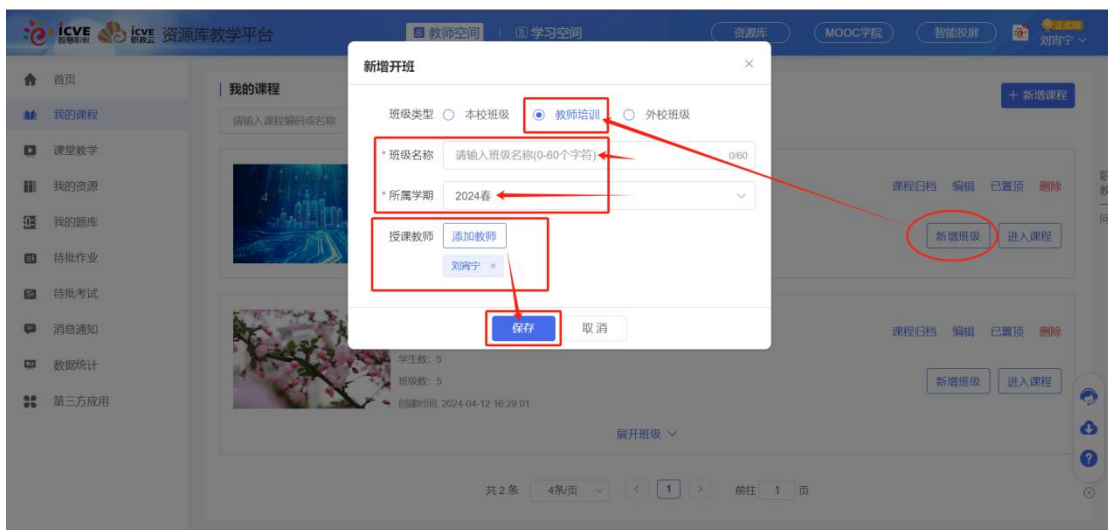 icve 智慧职教 icve 职教云 资源库教学平台 教师空间 学习空间 资源库 MOOC学院 智能投屏 正式版
刘宵宁
首页
我的课程
课堂教学
我的资源
我的题库
待批作业
待批考试
消息通知
数据统计
第三方应用
我的课程
+ 新增课程
请输入课程编码或名称
新增开班
班级类型 本校班级 教师培训 外校班级
* 班级名称 请输入班级名称(0-60个字符) 0/60
* 所属学期 2024春
授课教师 添加教师
刘宵宁 ×
保存 取消
课程归档 编辑 已置顶 删除
新增班级 进入课程
课程归档 编辑 已置顶 删除
学生数: 5
班级数: 5
新增班级 进入课程
创建时间: 2024-04-12 16:29:01
展开班级
共 2 条 4条/页 < 1 > 前往 1 页